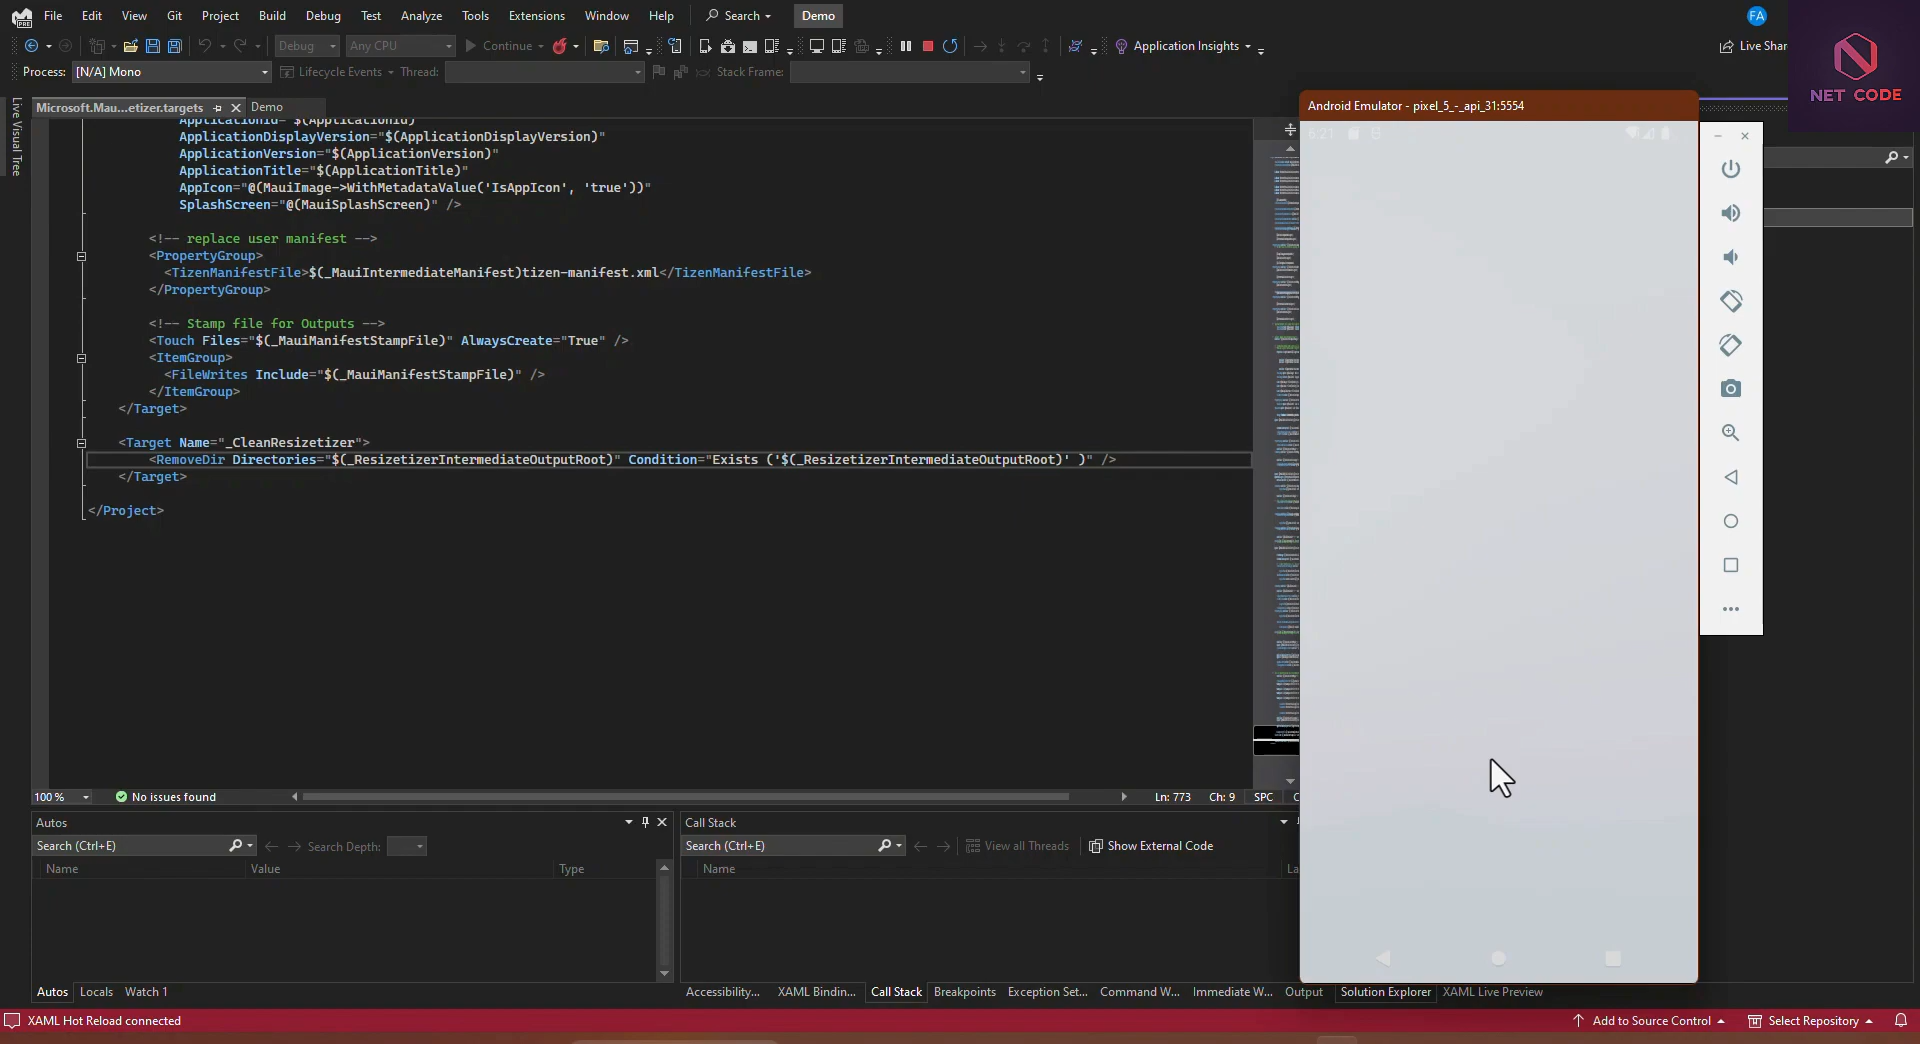 File Edit View Git Project Build Debug Test Analyze Tools Extensions Window Help Search Demo FA
Debug Any CPU Continue Application Insights Live Shar
NET CODE
Process: [N/A] Mono Lifecycle Events Thread: Stack Frame:
Live Visual Tree
Microsoft.Mau...etizer.targets Demo
Android Emulator - pixel_5_-_api_31:5554
6:21
ApplicationId="$(ApplicationId)"
ApplicationDisplayVersion="$(ApplicationDisplayVersion)"
ApplicationVersion="$(ApplicationVersion)"
ApplicationTitle="$(ApplicationTitle)"
AppIcon="@(MauiImage->WithMetadataValue('IsAppIcon', 'true'))"
SplashScreen="@(MauiSplashScreen)" />
<!-- replace user manifest -->
<PropertyGroup>
<TizenManifestFile>$(_MauiIntermediateManifest)tizen-manifest.xml</TizenManifestFile>
</PropertyGroup>
<!-- Stamp file for Outputs -->
<Touch Files="$(_MauiManifestStampFile)" AlwaysCreate="True" />
<ItemGroup>
<FileWrites Include="$(_MauiManifestStampFile)" />
</ItemGroup>
</Target>
<Target Name="_CleanResizetizer">
<RemoveDir Directories="$(_ResizetizerIntermediateOutputRoot)" Condition="Exists ('$(_ResizetizerIntermediateOutputRoot)' )" />
</Target>
</Project>
100 % No issues found Ln: 773 Ch: 9 SPC
Autos Call Stack
Search (Ctrl+E) Search Depth: Search (Ctrl+E) View all Threads Show External Code
Name Value Type Name La
Autos Locals Watch 1 Accessibility... XAML Bindin... Call Stack Breakpoints Exception Set... Command W... Immediate W... Output Solution Explorer XAML Live Preview
XAML Hot Reload connected Add to Source Control Select Repository